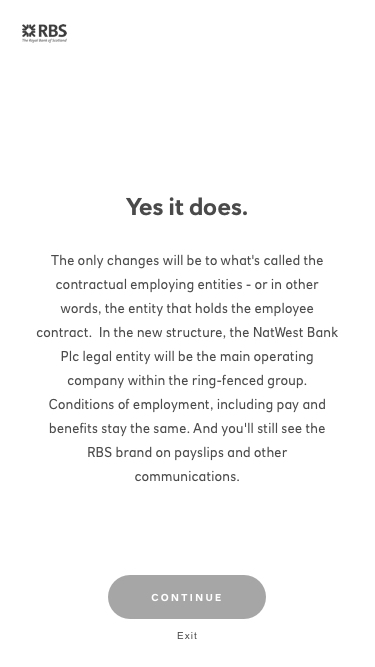 RBS
The Royal Bank of Scotland
Yes it does.
The only changes will be to what's called the
contractual employing entities - or in other
words, the entity that holds the employee
contract.  In the new structure, the NatWest Bank
Plc legal entity will be the main operating
company within the ring-fenced group.
Conditions of employment, including pay and
benefits stay the same. And you'll still see the
RBS brand on payslips and other
communications.
CONTINUE
Exit